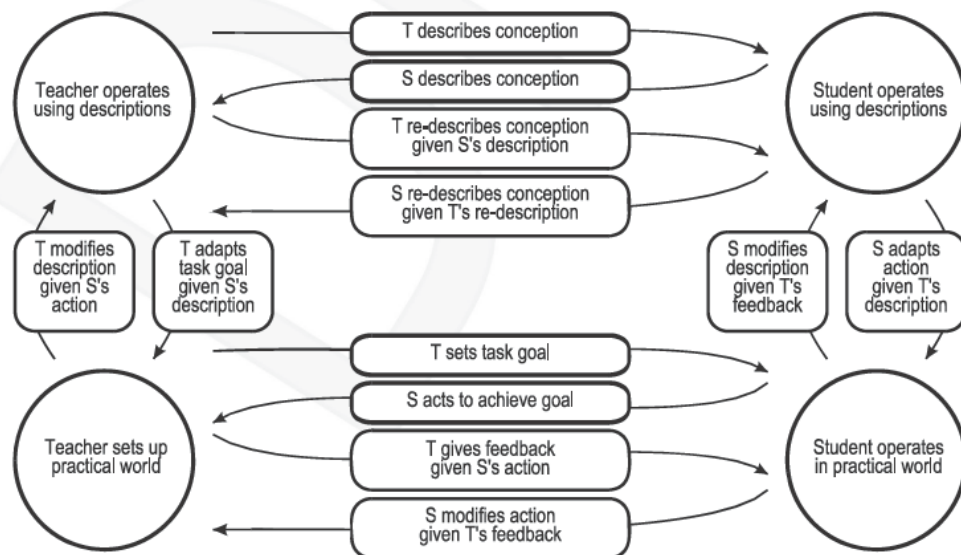 T describes conception
S describes conception
Teacher operates
using descriptions
Student operates
using descriptions
T re-describes conception
given S's description
S re-describes conception
given T's re-description
T modifies
description
given S's
action
T adapts
task goal
given S's
description
S modifies
description
given T's
feedback
S adapts
action
given T's
description
T sets task goal
S acts to achieve goal
Teacher sets up
practical world
T gives feedback
given S's action
Student operates
in practical world
S modifies action
given T's feedback